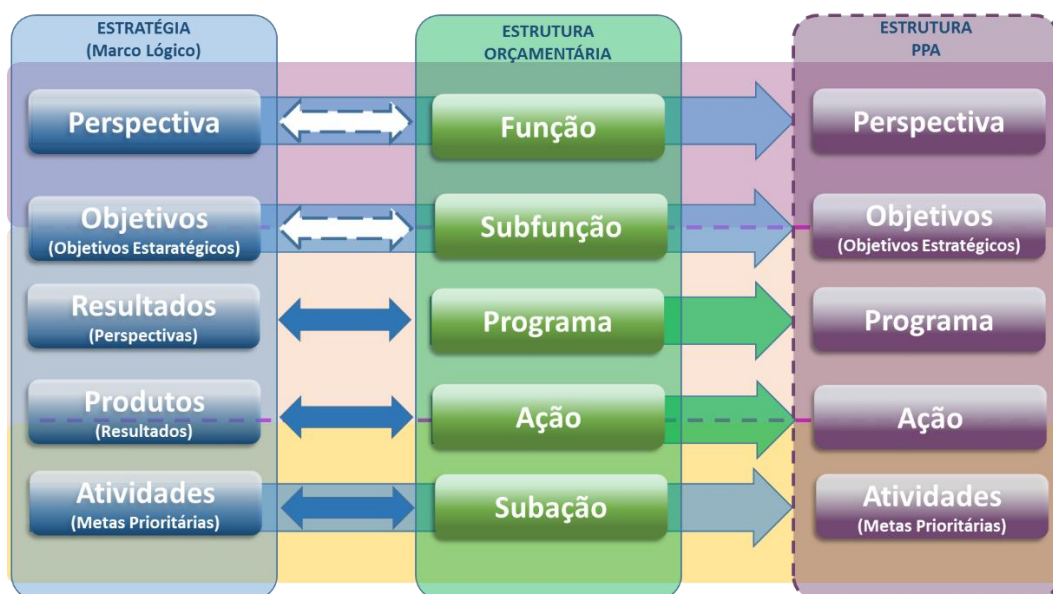 ESTRATÉGIA
(Marco Lógico)
Perspectiva
Objetivos
(Objetivos Estaratégicos)
Resultados
(Perspectivas)
Produtos
(Resultados)
Atividades
(Metas Prioritárias)
ESTRUTURA
ORÇAMENTÁRIA
Função
Subfunção
Programa
Ação
Subação
ESTRUTURA
PPA
Perspectiva
Objetivos
(Objetivos Estratégicos)
Programa
Ação
Atividades
(Metas Prioritárias)